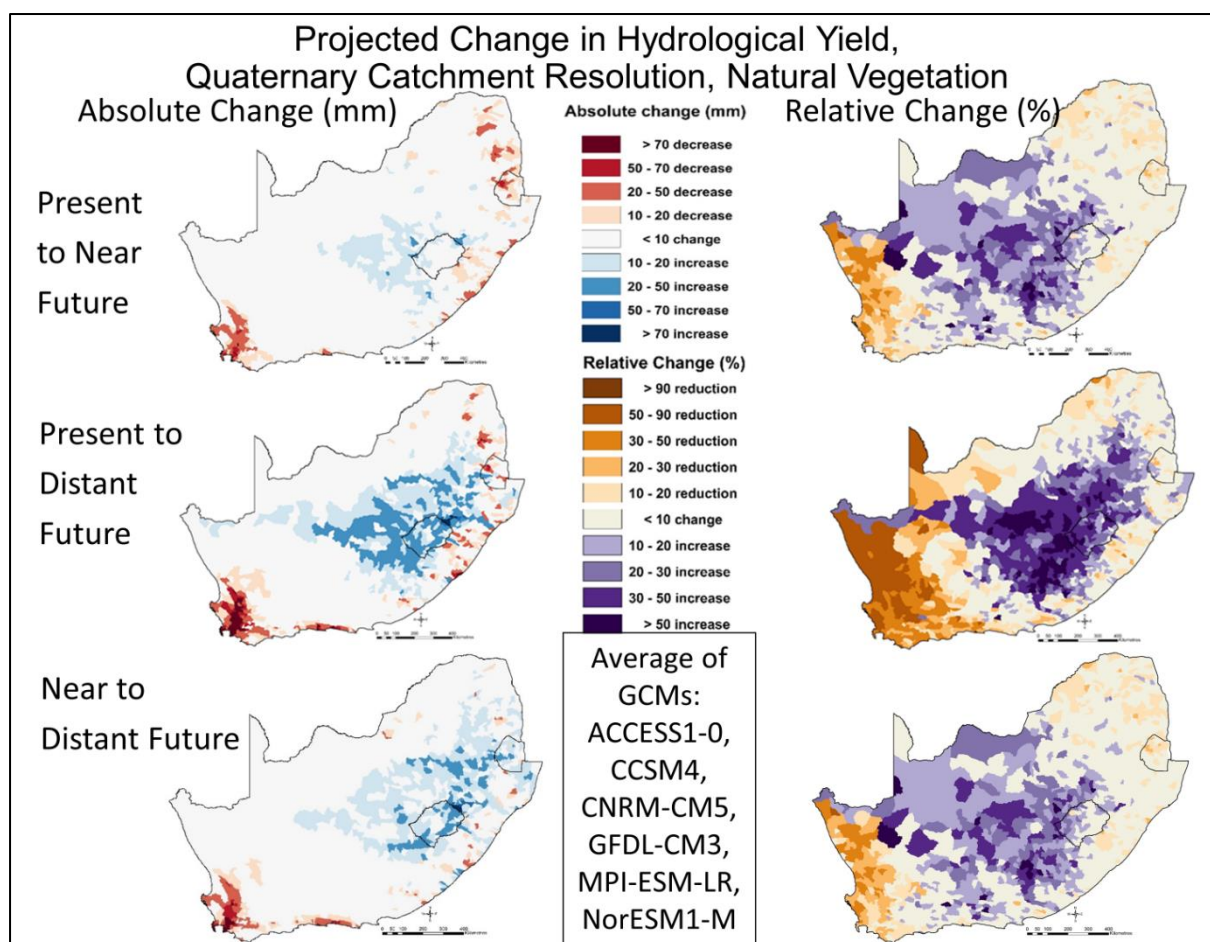 Projected Change in Hydrological Yield,
Quaternary Catchment Resolution, Natural Vegetation
Absolute Change (mm)
Relative Change (%)
Present
to Near
Future
Present to
Distant
Future
Near to
Distant Future
Absolute change (mm)
> 70 decrease
50 - 70 decrease
20 - 50 decrease
10 - 20 decrease
< 10 change
10 - 20 increase
20 - 50 increase
50 - 70 increase
> 70 increase
Relative Change (%)
> 90 reduction
50 - 90 reduction
30 - 50 reduction
20 - 30 reduction
10 - 20 reduction
< 10 change
10 - 20 increase
20 - 30 increase
30 - 50 increase
> 50 increase
Average of
GCMs:
ACCESS1-0,
CCSM4,
CNRM-CM5,
GFDL-CM3,
MPI-ESM-LR,
NorESM1-M